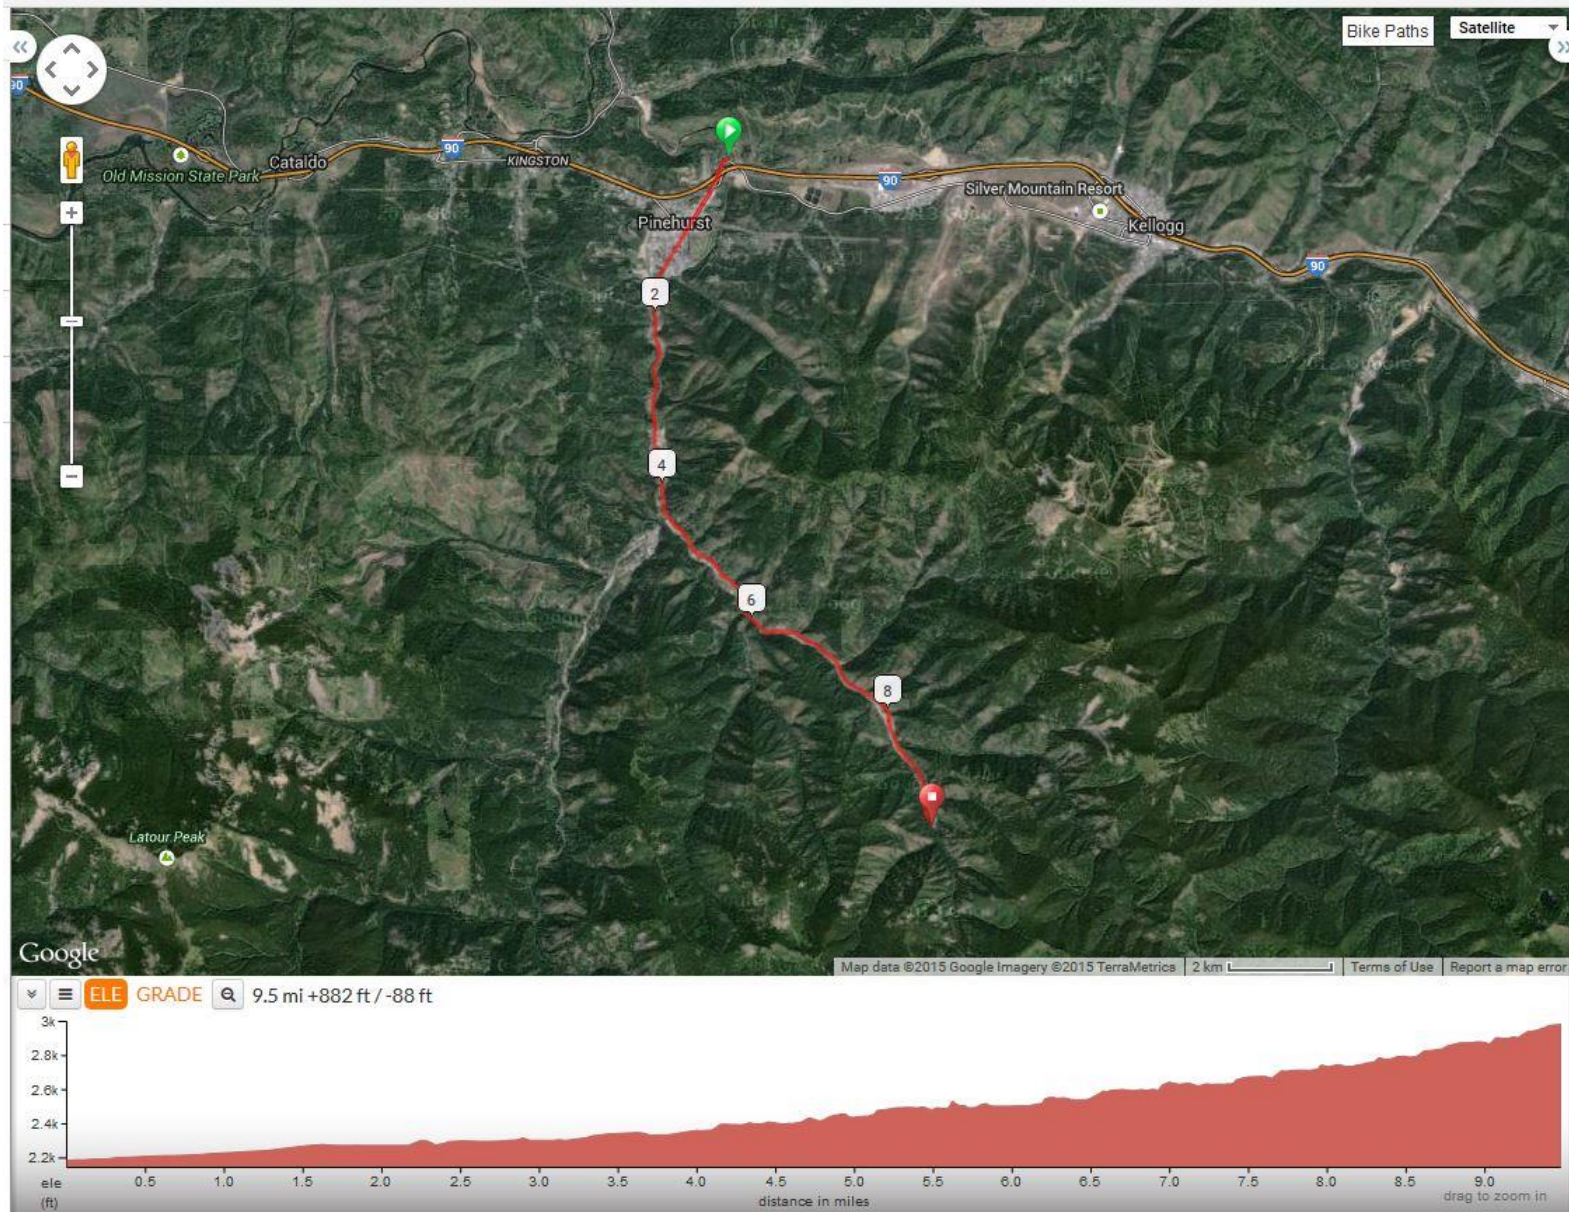 Bike Paths
Satellite
90
Old Mission State Park
Cataldo
90
KINGSTON
Pinehurst
90
Silver Mountain Resort
Kellogg
90
2
4
6
8
Latour Peak
Google
Map data ©2015 Google Imagery ©2015 TerraMetrics
2 km
Terms of Use
Report a map error
ELE GRADE 9.5 mi +882 ft / -88 ft
3k
2.8k
2.6k
2.4k
2.2k
ele
(ft)
0.5 1.0 1.5 2.0 2.5 3.0 3.5 4.0 4.5 5.0 5.5 6.0 6.5 7.0 7.5 8.0 8.5 9.0
distance in miles
drag to zoom in